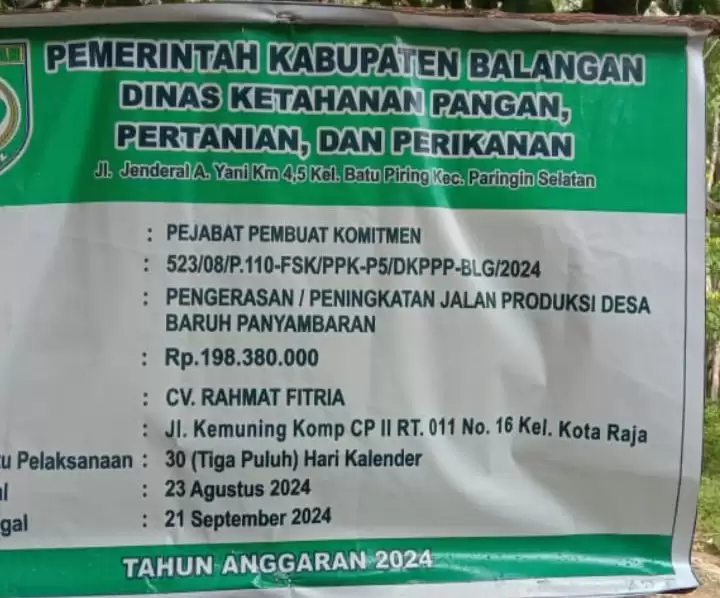 PEMERINTAH KABUPATEN BALANGAN
DINAS KETAHANAN PANGAN,
PERTANIAN, DAN PERIKANAN
Jl. Jenderal A. Yani Km 4,5 Kel. Batu Piring Kec. Paringin Selatan
: PEJABAT PEMBUAT KOMITMEN
: 523/08/P.110-FSK/PPK-P5/DKPPP-BLG/2024
: PENGERASAN / PENINGKATAN JALAN PRODUKSI DESA
BARUH PANYAMBARAN
: Rp.198.380.000
: CV. RAHMAT FITRIA
: Jl. Kemuning Komp CP II RT. 011 No. 16 Kel. Kota Raja
u Pelaksanaan : 30 (Tiga Puluh) Hari Kalender
l : 23 Agustus 2024
gal : 21 September 2024
TAHUN ANGGARAN 2024